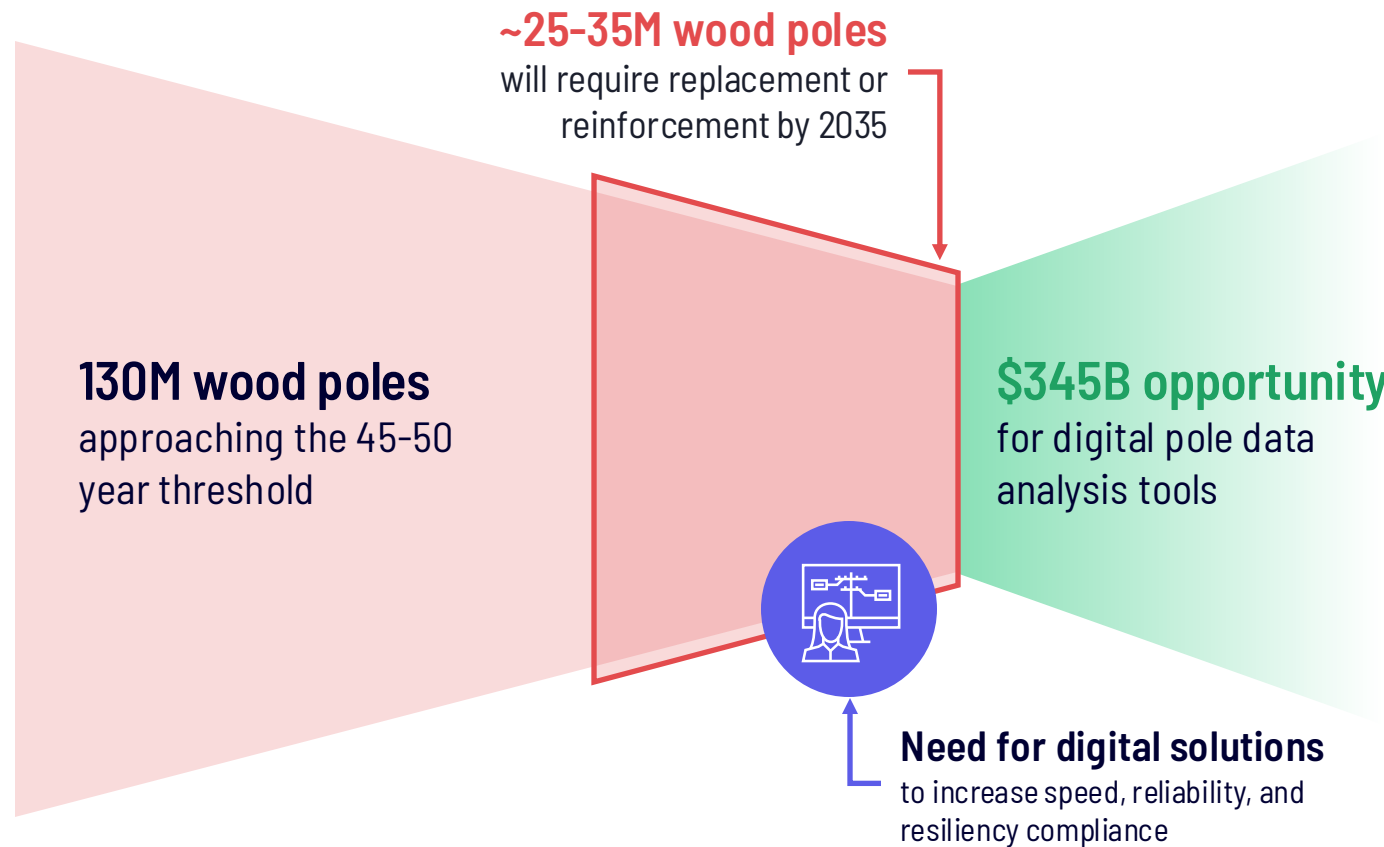 ~25-35M wood poles
will require replacement or
reinforcement by 2035
130M wood poles
approaching the 45-50
year threshold
$345B opportunity
for digital pole data
analysis tools
Need for digital solutions
to increase speed, reliability, and
resiliency compliance